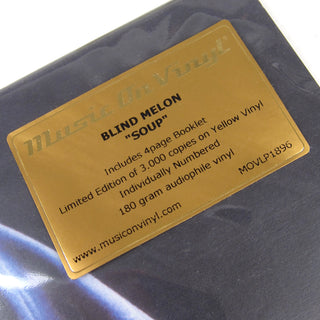 Music On Vinyl
BLIND MELON
"SOUP"
Includes 4page Booklet
Limited Edition of 3,000 copies on Yellow Vinyl
Individually Numbered
180 gram audiophile vinyl
MOVLP1896
www.musiconvinyl.com